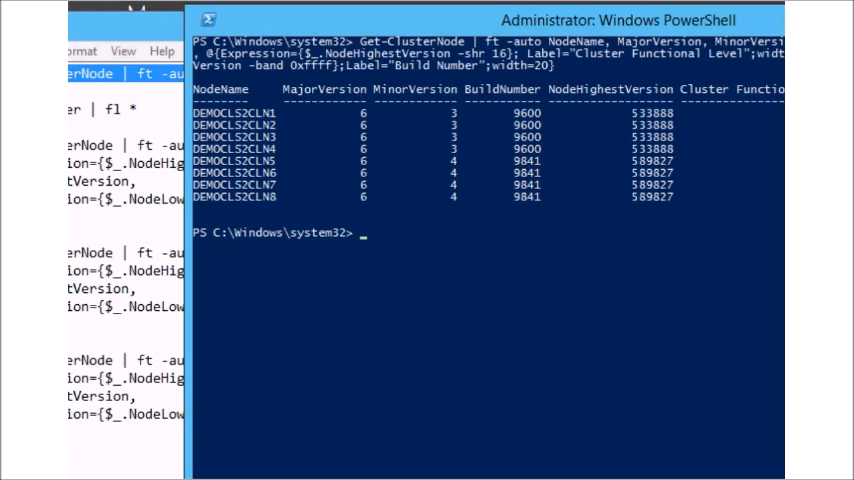 Administrator: Windows PowerShell
ormat View Help
erNode | ft -au
er | fl *
erNode | ft -au
ion={$_.NodeHig
tVersion,
ion={$_.NodeLow
erNode | ft -au
ion={$_.NodeHig
tVersion,
ion={$_.NodeLow
erNode | ft -au
ion={$_.NodeHig
tVersion,
ion={$_.NodeLow
PS C:\Windows\system32> Get-ClusterNode | ft -auto NodeName, MajorVersion, MinorVersi
, @{Expression={$_.NodeHighestVersion -shr 16}; Label="Cluster Functional Level";widt
Version -band 0xffff};Label="Build Number";width=20}
NodeName MajorVersion MinorVersion BuildNumber NodeHighestVersion Cluster Functio
-------- ------------ ------------ ----------- ------------------ ---------------
DEMOCLS2CLN1 6 3 9600 533888
DEMOCLS2CLN2 6 3 9600 533888
DEMOCLS2CLN3 6 3 9600 533888
DEMOCLS2CLN4 6 3 9600 533888
DEMOCLS2CLN5 6 4 9841 589827
DEMOCLS2CLN6 6 4 9841 589827
DEMOCLS2CLN7 6 4 9841 589827
DEMOCLS2CLN8 6 4 9841 589827
PS C:\Windows\system32> _